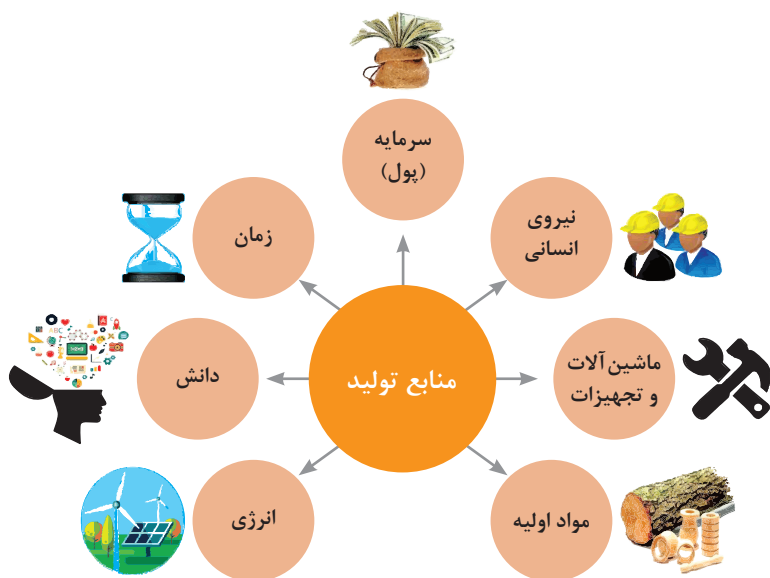 سرمایه
(پول)
نیروی
انسانی
زمان
ماشین‌آلات
و تجهیزات
منابع تولید
دانش
مواد اولیه
انرژی